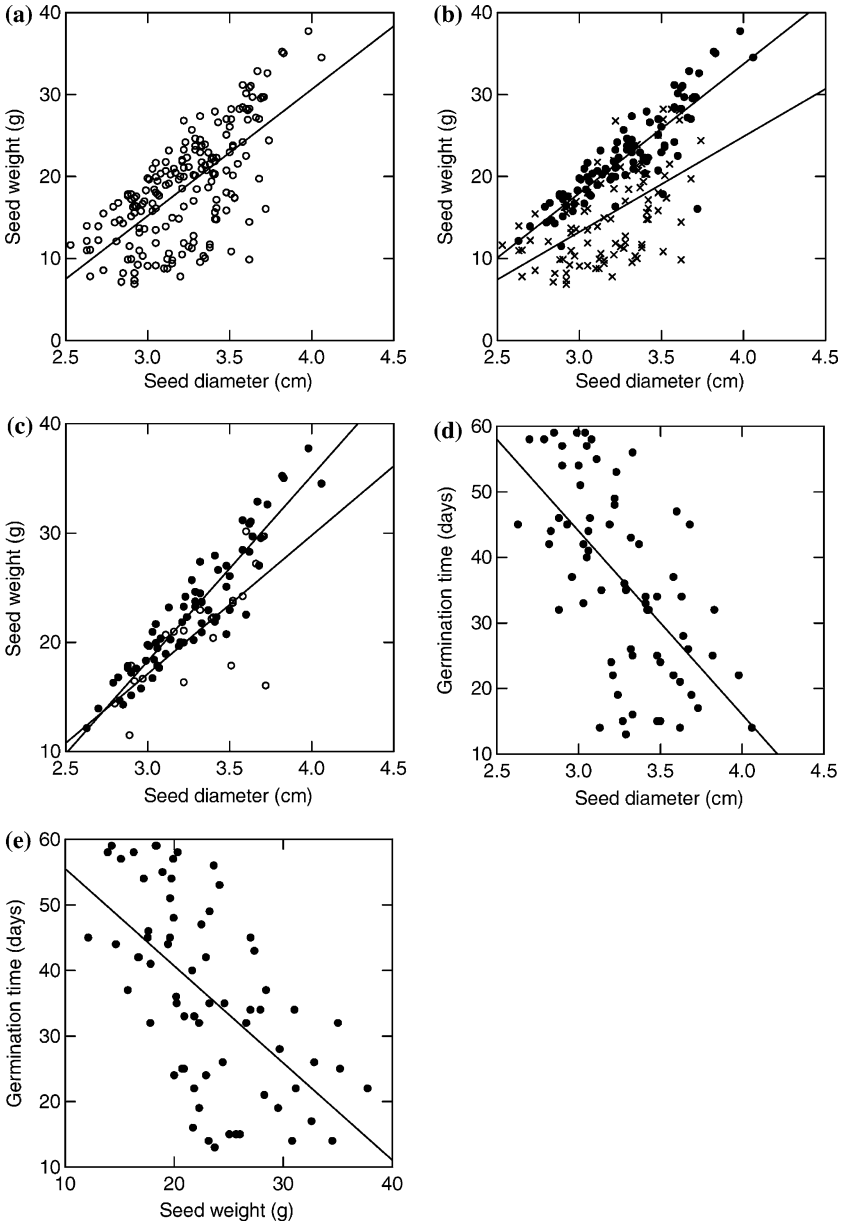 (a)
40
30
20
10
0
Seed weight (g)
2.5 3.0 3.5 4.0 4.5
Seed diameter (cm)
(b)
40
30
20
10
0
Seed weight (g)
2.5 3.0 3.5 4.0 4.5
Seed diameter (cm)
(c)
40
30
20
10
Seed weight (g)
2.5 3.0 3.5 4.0 4.5
Seed diameter (cm)
(d)
60
50
40
30
20
10
Germination time (days)
2.5 3.0 3.5 4.0 4.5
Seed diameter (cm)
(e)
60
50
40
30
20
10
Germination time (days)
10 20 30 40
Seed weight (g)